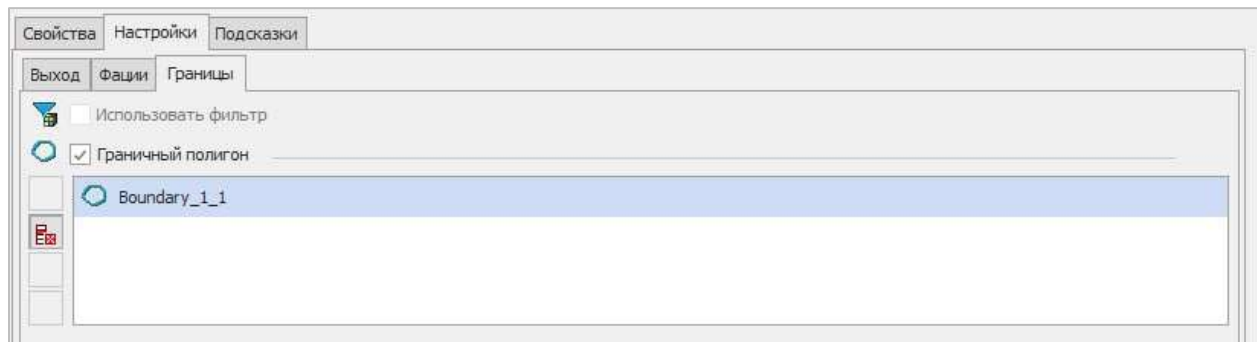 Свойства Настройки Подсказки
Выход Фации Границы
Использовать фильтр
Граничный полигон
Boundary_1_1